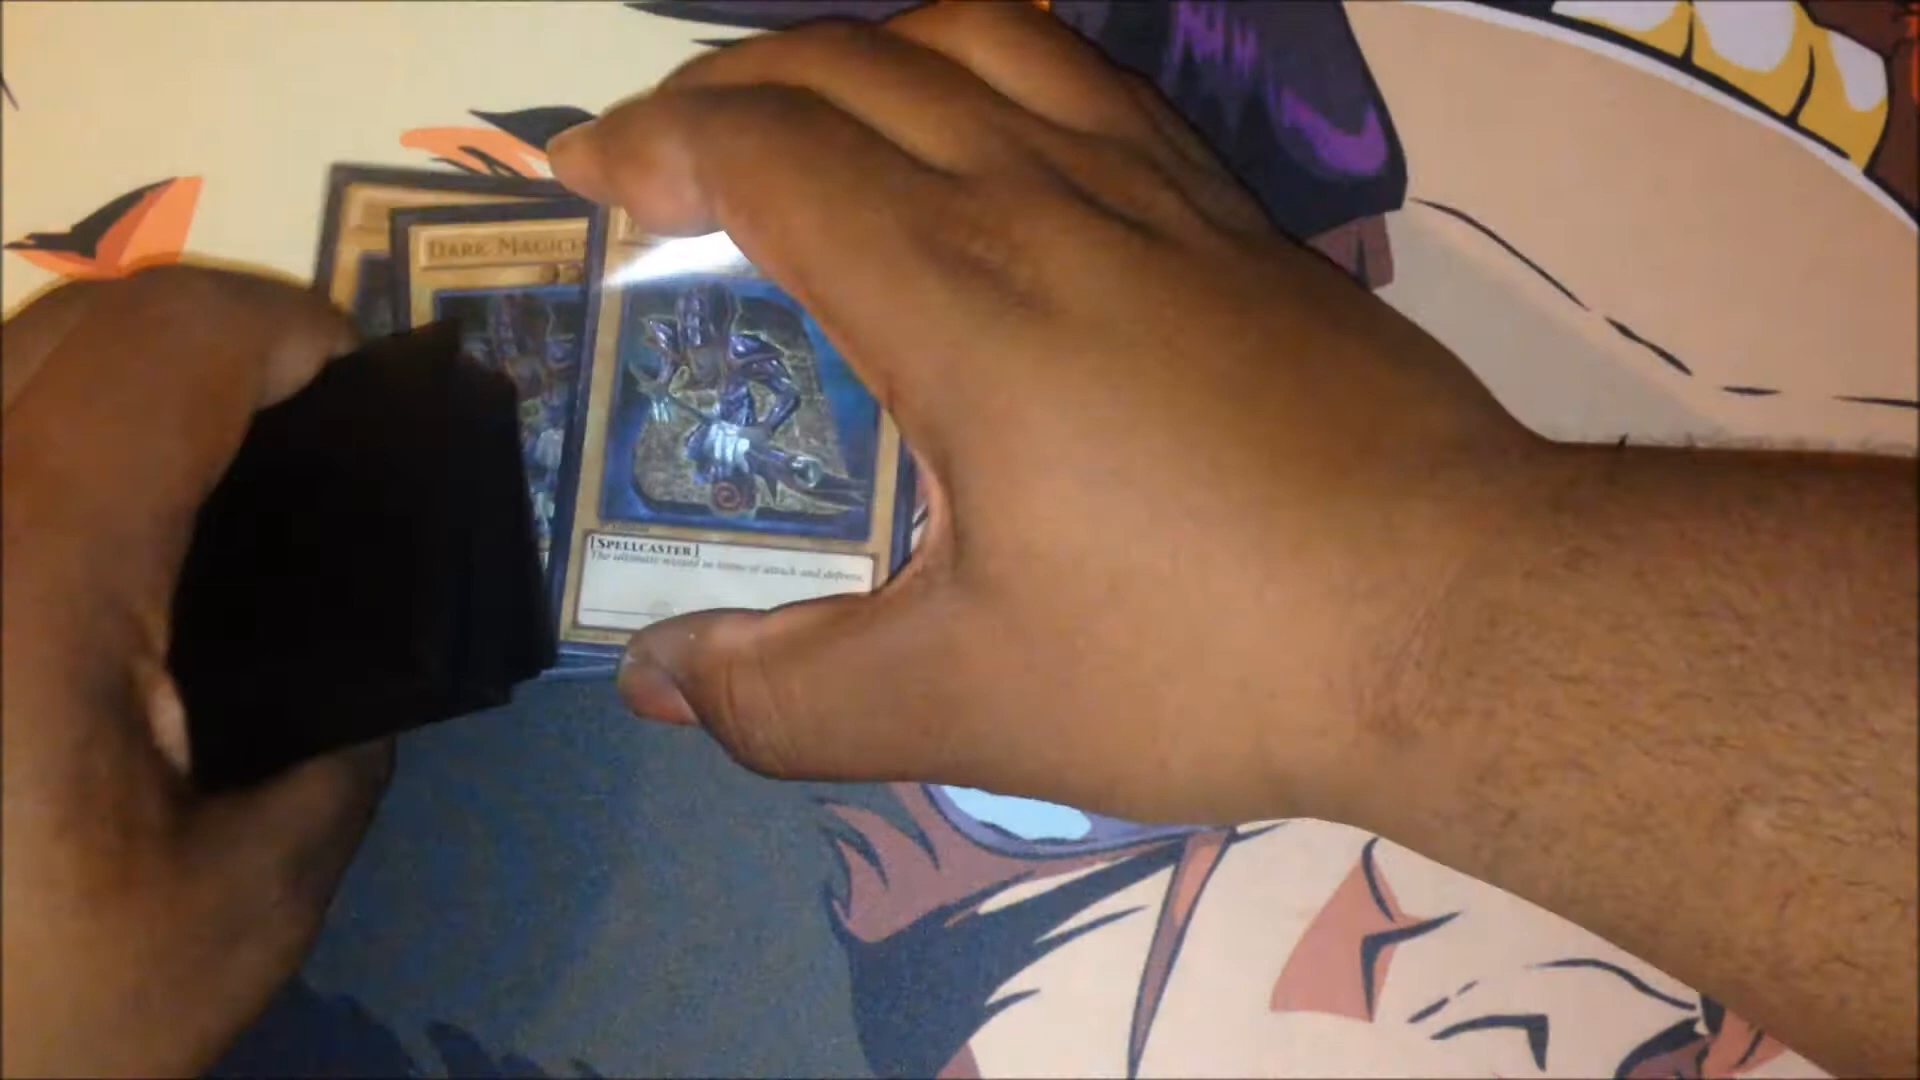 DARK MAGICI
[SPELLCASTER]
The ultimate wizard in terms of attack and defense.